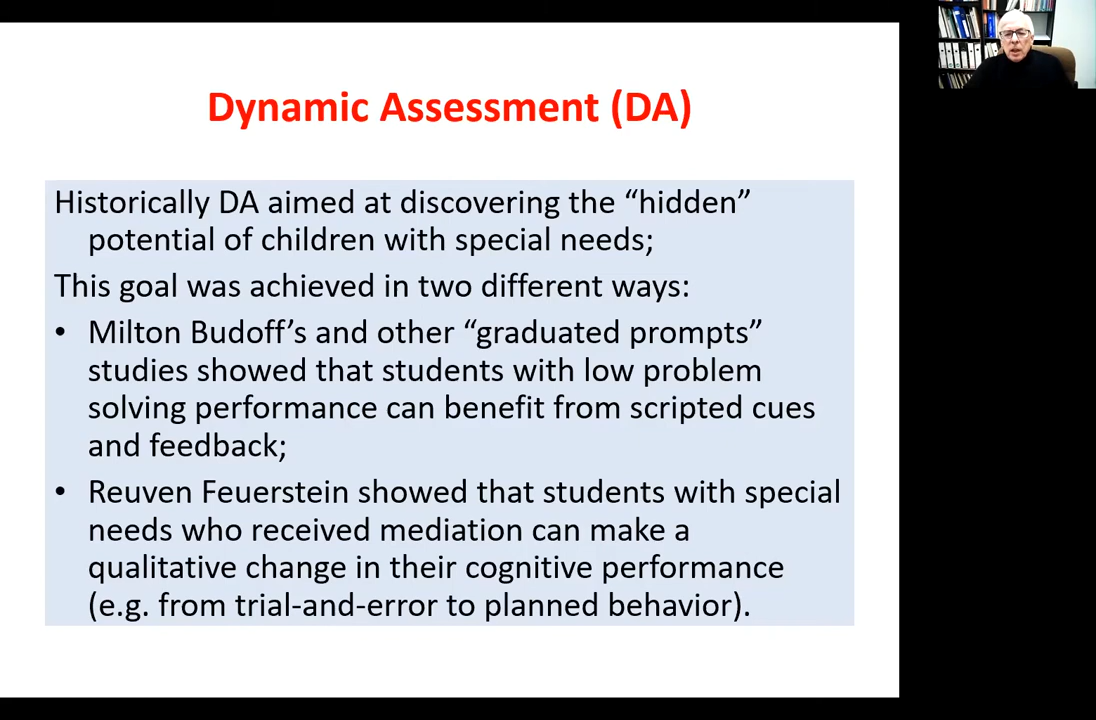 Dynamic Assessment (DA)
Historically DA aimed at discovering the “hidden”
potential of children with special needs;
This goal was achieved in two different ways:
• Milton Budoff’s and other “graduated prompts”
studies showed that students with low problem
solving performance can benefit from scripted cues
and feedback;
• Reuven Feuerstein showed that students with special
needs who received mediation can make a
qualitative change in their cognitive performance
(e.g. from trial-and-error to planned behavior).